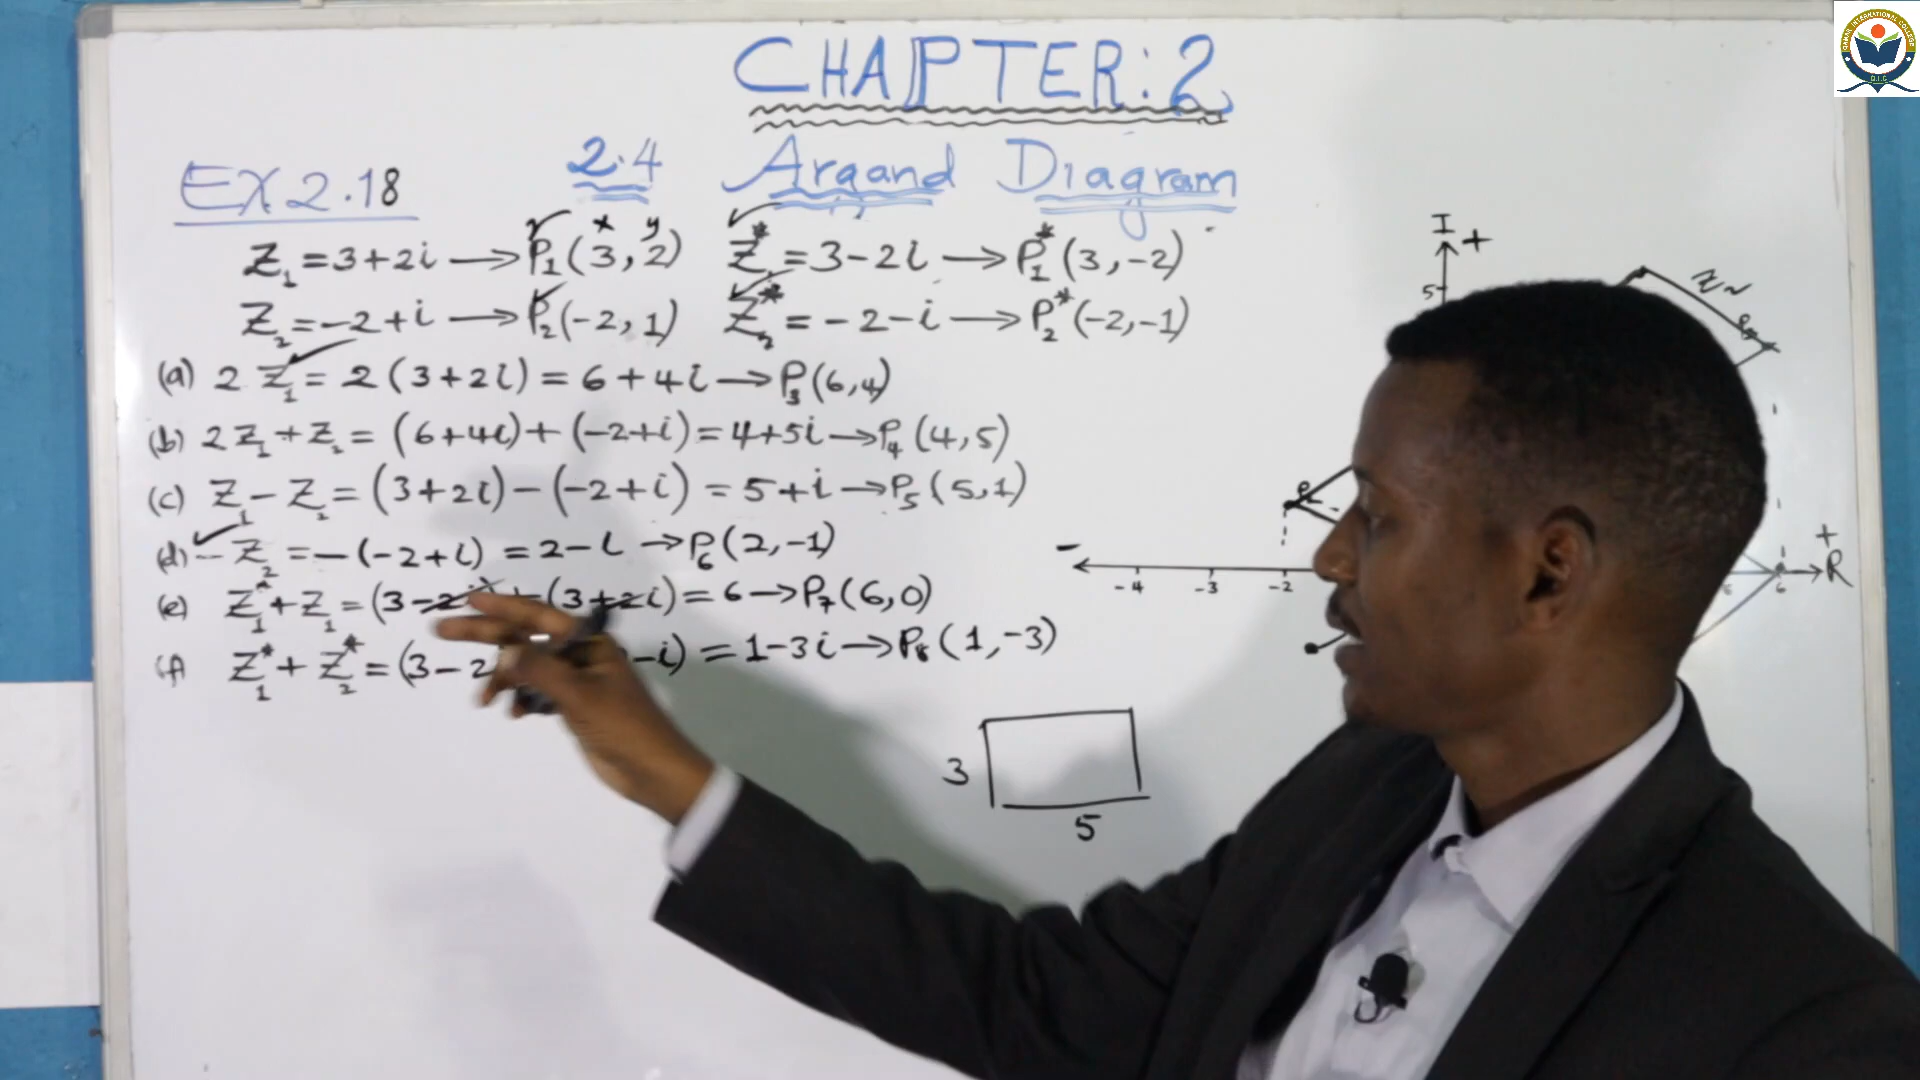 CHAPTER: 2
2.4 Argand Diagram
EX 2.18
x y
Z₁ = 3+2i → P₁(3, 2) Z₁* = 3-2i → P₁*(3, -2)
Z₂ = -2+i → P₂(-2, 1) Z₂* = -2-i → P₂*(-2, -1)
(a) 2Z₁ = 2(3+2i) = 6+4i → P₃(6,4)
(b) 2Z₁+Z₂ = (6+4i)+(-2+i) = 4+5i → P₄(4,5)
(c) Z₁-Z₂ = (3+2i)-(-2+i) = 5+i → P₅(5,1)
(d) -Z₂ = -(-2+i) = 2-i → P₆(2,-1)
(e) Z₁*+Z₁ = (3-2i)+(3+2i) = 6 → P₇(6,0)
(f) Z₁*+Z₂* = (3-2 -i) = 1-3i → P₈(1,-3)
3
5
I +
5
P₂
- + R
-4 -3 -2 6
DAMAL INTERNATIONAL COLLEGE
D.I.C